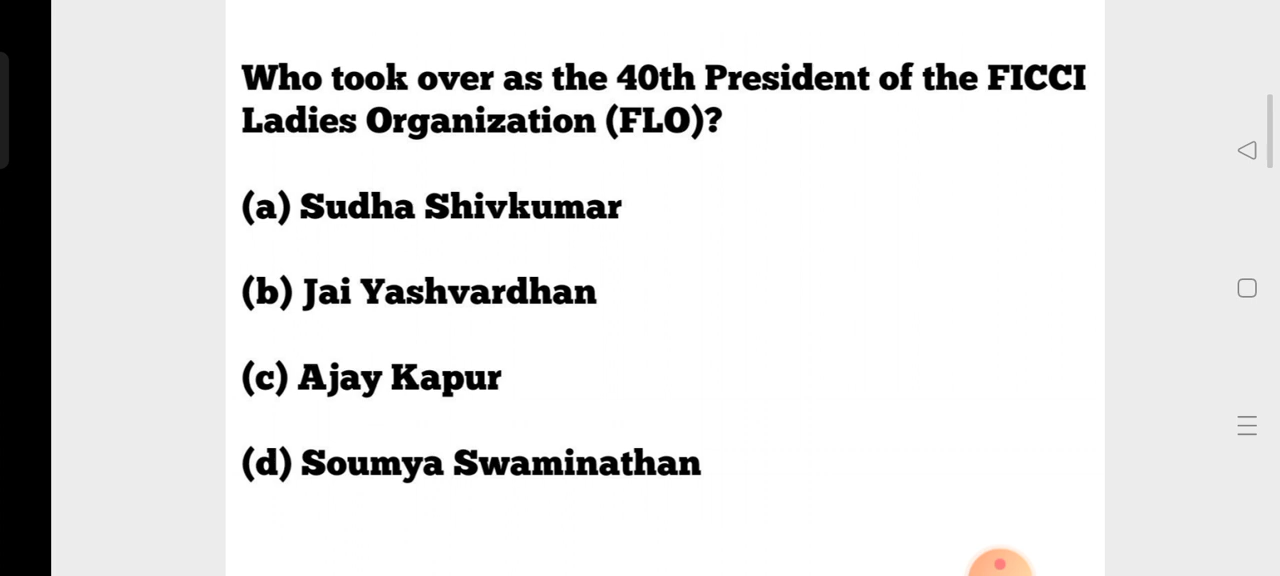 Who took over as the 40th President of the FICCI
Ladies Organization (FLO)?
(a) Sudha Shivkumar
(b) Jai Yashvardhan
(c) Ajay Kapur
(d) Soumya Swaminathan